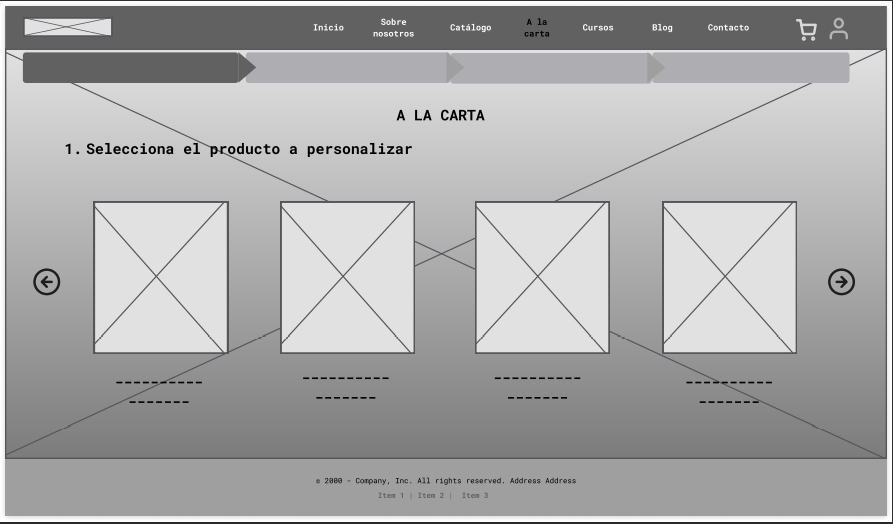 Inicio
Sobre nosotros
Catálogo
A la carta
Cursos
Blog
Contacto
A LA CARTA
1. Selecciona el producto a personalizar
© 2000 - Company, Inc. All rights reserved. Address Address
Item 1 | Item 2 | Item 3